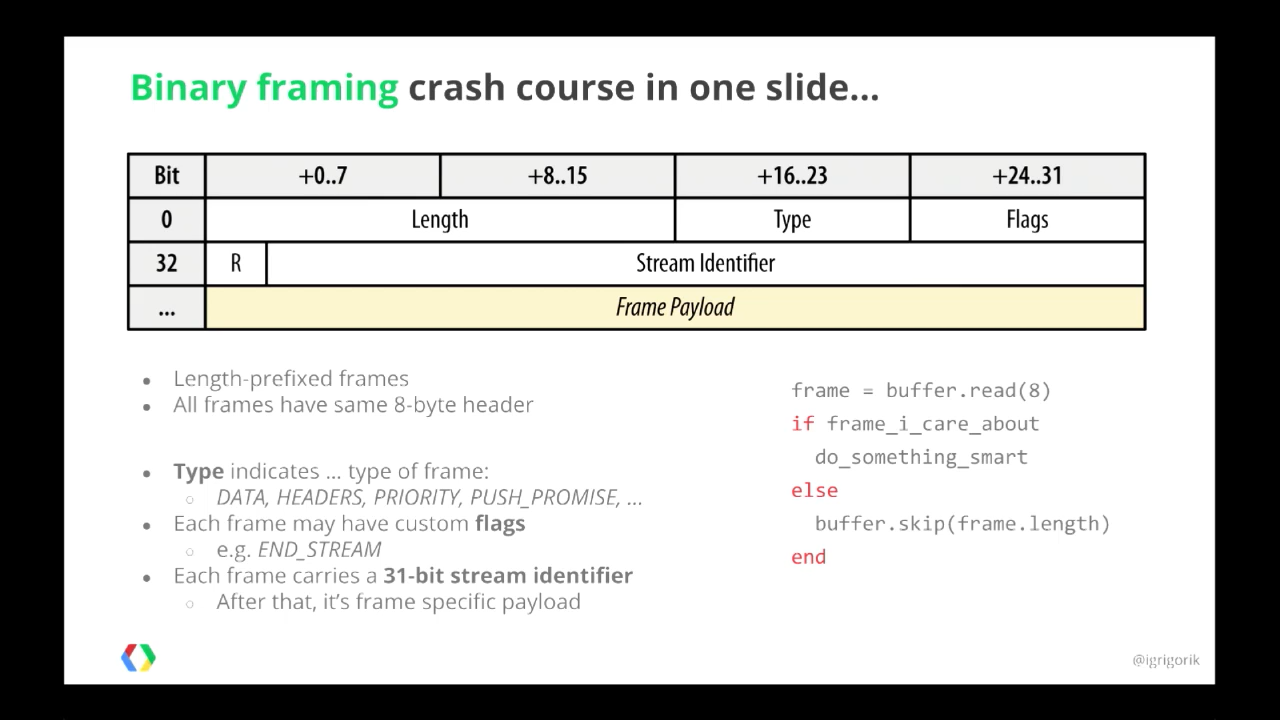 Binary framing crash course in one slide...
Bit +0..7 +8..15 +16..23 +24..31
0 Length Type Flags
32 R Stream Identifier
... Frame Payload
● Length-prefixed frames
● All frames have same 8-byte header
● Type indicates ... type of frame:
○ DATA, HEADERS, PRIORITY, PUSH_PROMISE, ...
● Each frame may have custom flags
○ e.g. END_STREAM
● Each frame carries a 31-bit stream identifier
○ After that, it's frame specific payload
frame = buffer.read(8)
if frame_i_care_about
do_something_smart
else
buffer.skip(frame.length)
end
@igrigorik